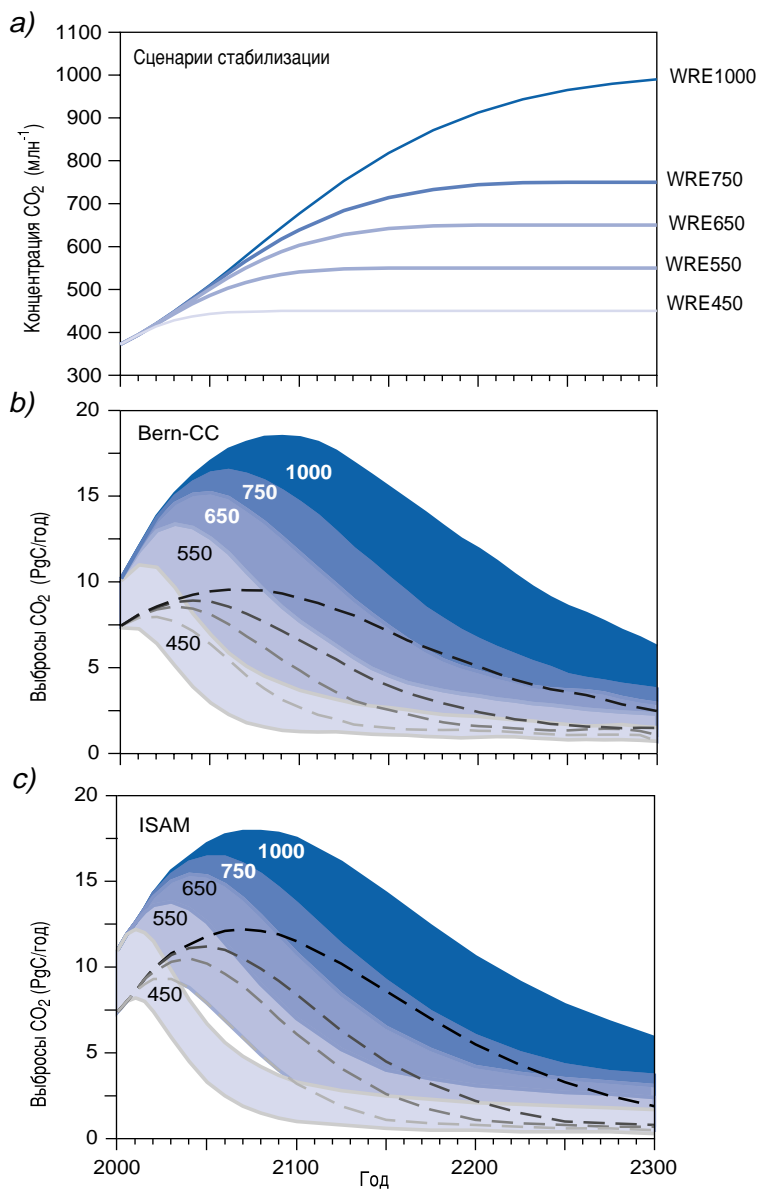 a)
1100
1000
900
800
700
600
500
400
300
Концентрация CO₂ (млн⁻¹)
Сценарии стабилизации
WRE1000
WRE750
WRE650
WRE550
WRE450
b)
20
15
10
5
0
Выбросы CO₂ (PgC/год)
Bern-CC
1000
750
650
550
450
c)
20
15
10
5
0
Выбросы CO₂ (PgC/год)
ISAM
1000
750
650
550
450
2000
2100
2200
2300
Год